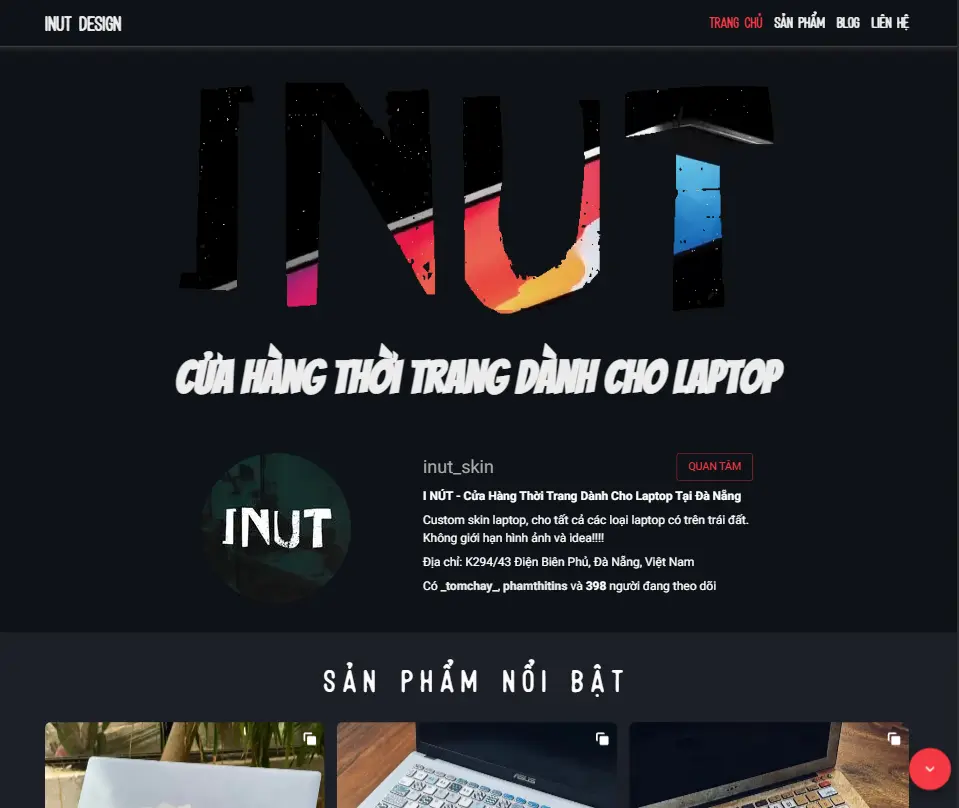 INUT DESIGN
TRANG CHỦ SẢN PHẨM BLOG LIÊN HỆ
INUT
CỬA HÀNG THỜI TRANG DÀNH CHO LAPTOP
INUT
inut_skin
QUAN TÂM
I NÚT - Cửa Hàng Thời Trang Dành Cho Laptop Tại Đà Nẵng
Custom skin laptop, cho tất cả các loại laptop có trên trái đất.
Không giới hạn hình ảnh và idea!!!!
Địa chỉ: K294/43 Điện Biên Phủ, Đà Nẵng, Việt Nam
Có _tomchay_, phamthitins và 398 người đang theo dõi
SẢN PHẨM NỔI BẬT
ASUS